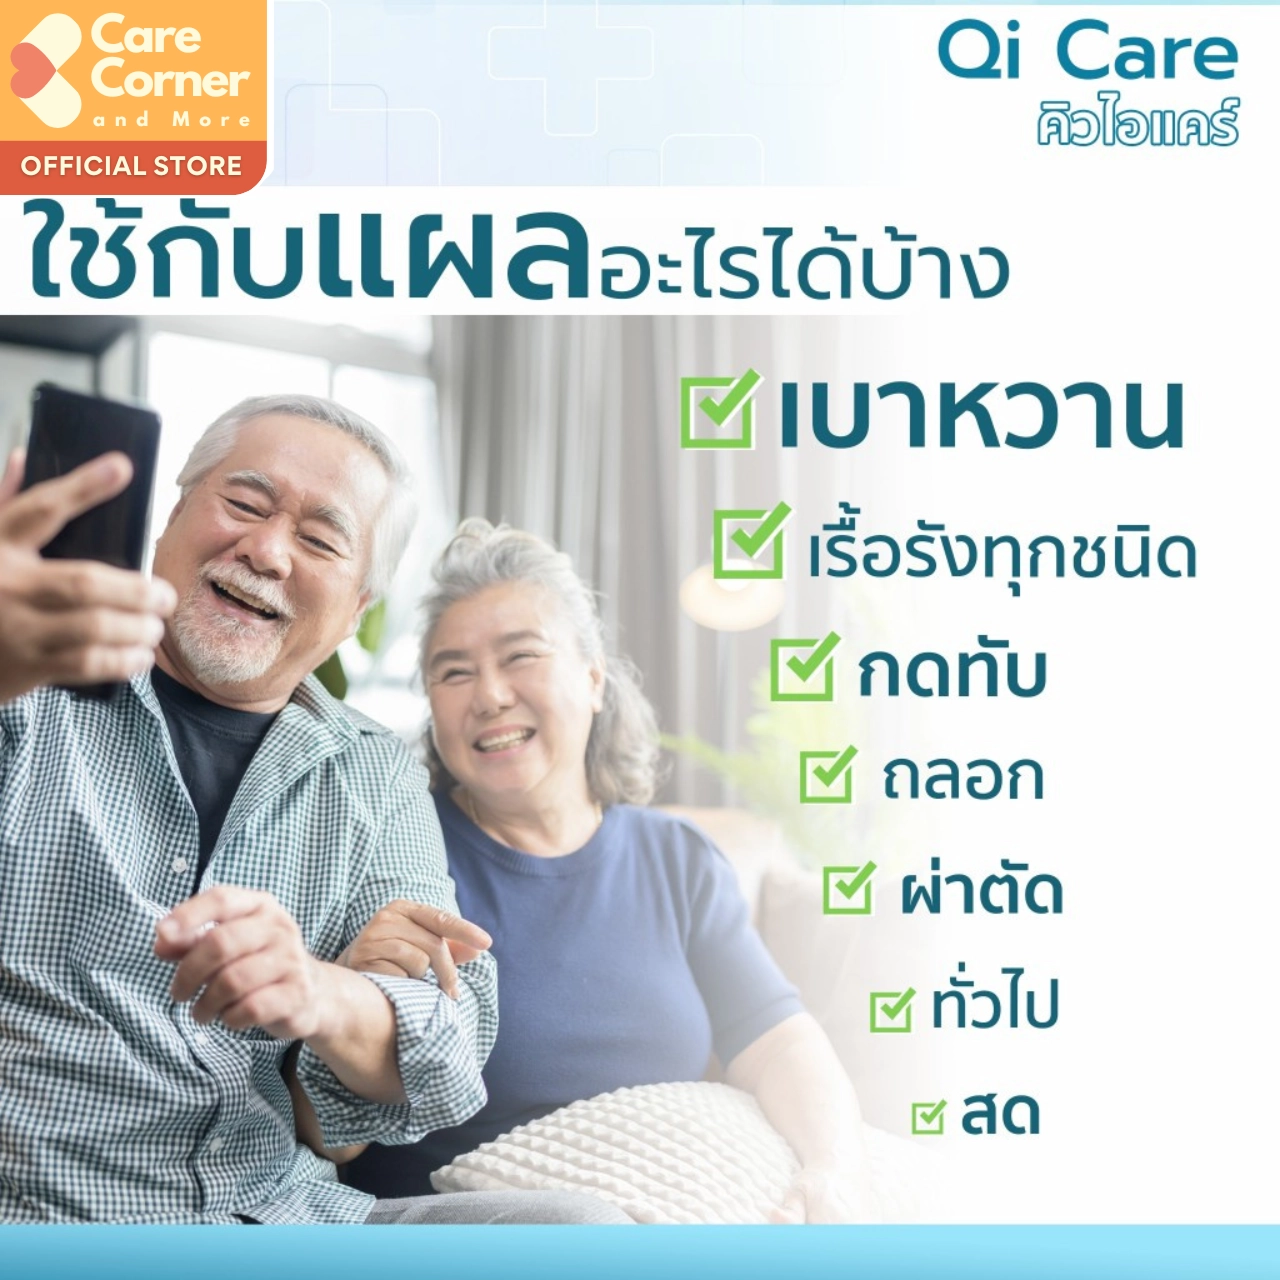 Care
Corner
and More
OFFICIAL STORE
Qi Care
คิวไอแคร์
ใช้กับแผลอะไรได้บ้าง
เบาหวาน
เรื้อรังทุกชนิด
กดทับ
ถลอก
ผ่าตัด
ทั่วไป
สด